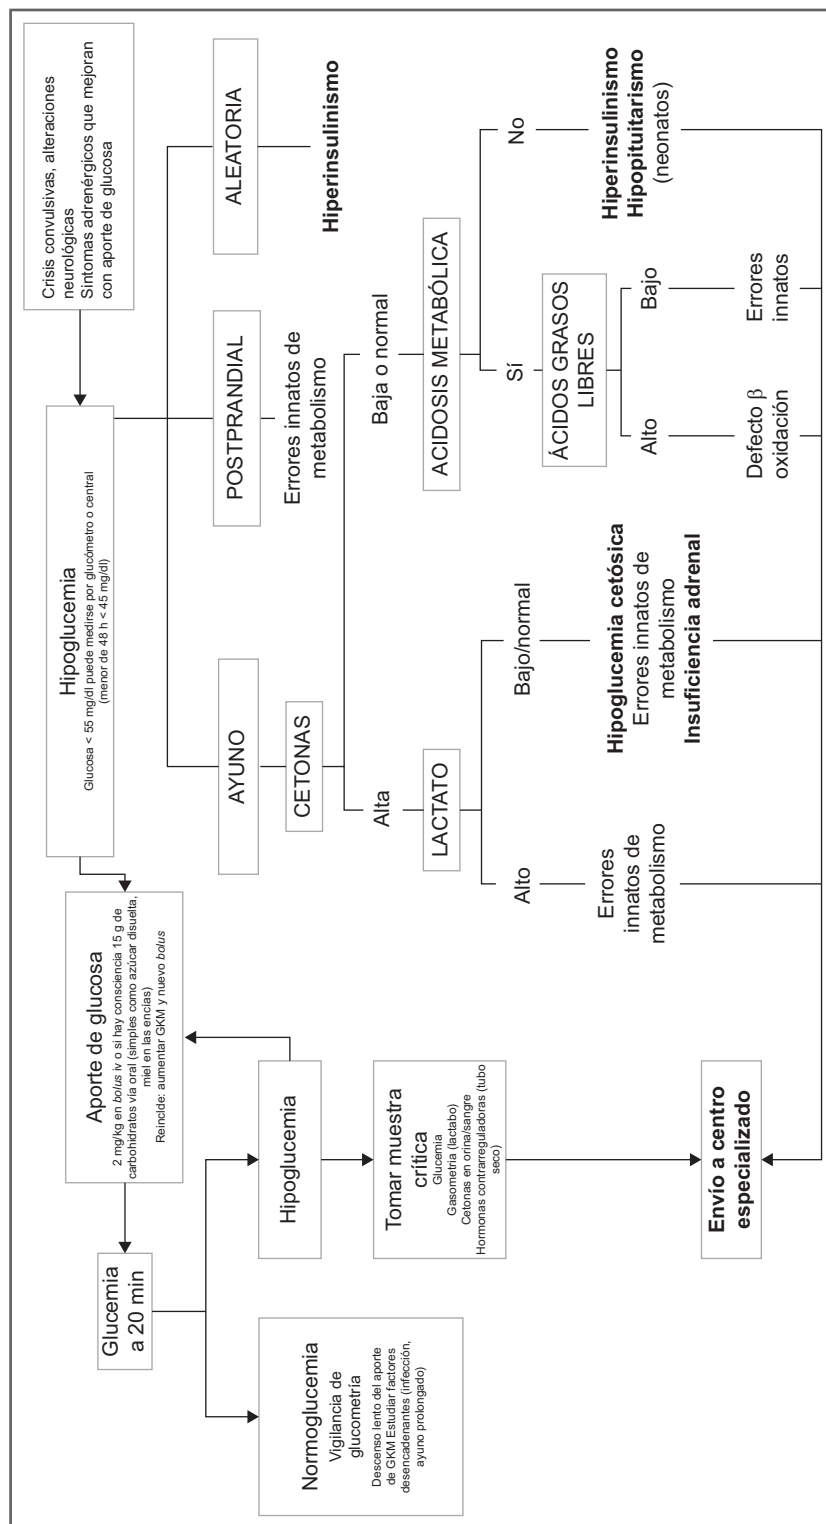 Crisis convulsivas, alteraciones
neurológicas
Síntomas adrenérgicos que mejoran
con aporte de glucosa
Hipoglucemia
Glucosa < 55 mg/dl puede medirse por glucómetro o central
(menor de 48 h < 45 mg/dl)
Aporte de glucosa
2 mg/kg en bolus iv o si hay consciencia 15 g de
carbohidratos vía oral (simples como azúcar disuelta,
miel en las encías)
ReincIde: aumentar GKM y nuevo bolus
Glucemia
a 20 min
Normoglucemia
Vigilancia de
glucometría
Descenso lento del aporte
de GKM Estudiar factores
desencadenantes (infección,
ayuno prolongado)
Hipoglucemia
Tomar muestra
crítica
Glucemia
Gasometría (lactabo)
Cetonas en orina/sangre
Hormonas contrarreguladoras (tubo
seco)
Envío a centro
especializado
AYUNO
POSTPRANDIAL
ALEATORIA
Errores innatos de
metabolismo
Hiperinsulinismo
CETONAS
Alta
Baja o normal
LACTATO
ACIDOSIS METABÓLICA
Alto
Bajo/normal
Sí
No
Errores
innatos de
metabolismo
Hipoglucemia cetósica
Errores innatos de
metabolismo
Insuficiencia adrenal
ÁCIDOS GRASOS
LIBRES
Hiperinsulinismo
Hipopituitarismo
(neonatos)
Alto
Bajo
Defecto β
oxidación
Errores
innatos